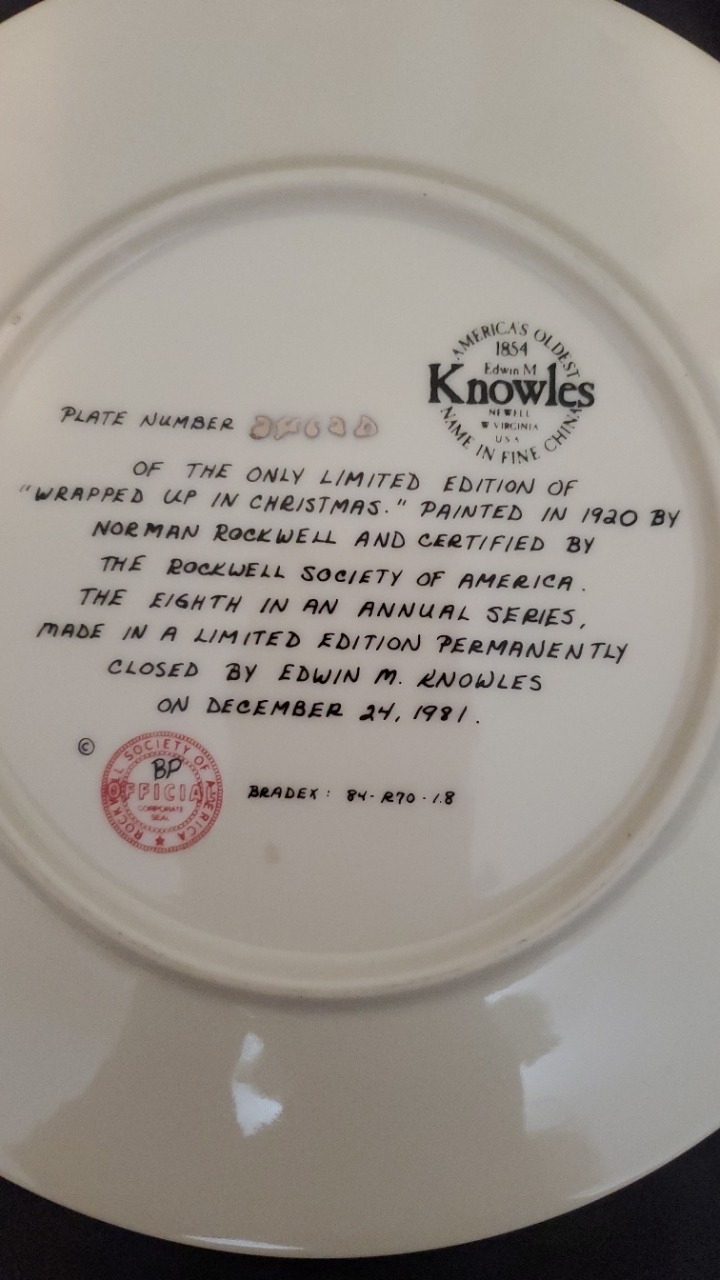 AMERICA'S OLDEST
1854
Edwin M.
Knowles
NEWELL
W VIRGINIA
USA
NAME IN FINE CHINA
PLATE NUMBER
OF THE ONLY LIMITED EDITION OF
"WRAPPED UP IN CHRISTMAS." PAINTED IN 1920 BY
NORMAN ROCKWELL AND CERTIFIED BY
THE ROCKWELL SOCIETY OF AMERICA.
THE EIGHTH IN AN ANNUAL SERIES,
MADE IN A LIMITED EDITION PERMANENTLY
CLOSED BY EDWIN M. KNOWLES
ON DECEMBER 24, 1981.
©
ROCKWELL SOCIETY OF AMERICA
BP
OFFICIAL
CORPORATE
SEAL
BRADEX: 84-R70-1.8